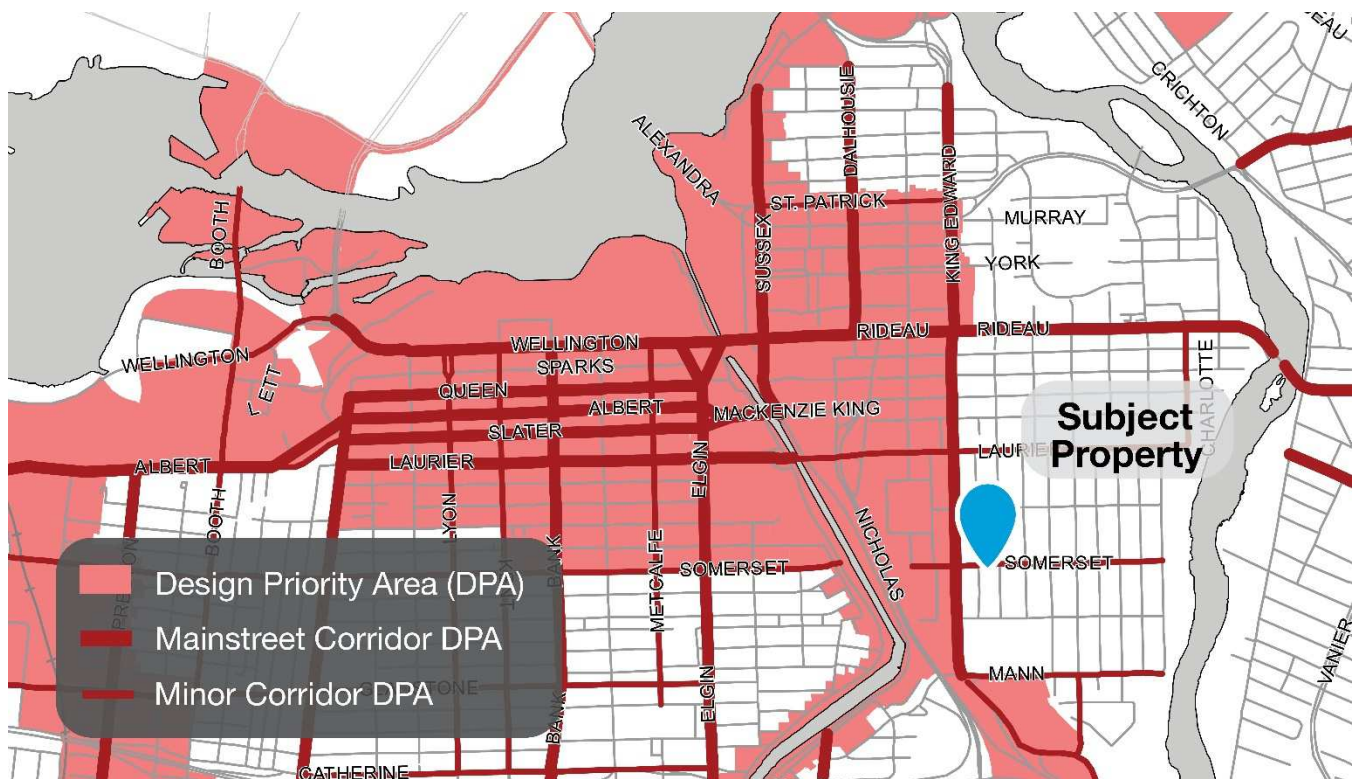 CRICHTON
DALHOUSIE
ALEXANDRA
KING EDWARD
BOOTH
ST. PATRICK
MURRAY
SUSSEX
YORK
WELLINGTON
RIDEAU
RIDEAU
WELLINGTON
SPARKS
CHARLOTTE
LETT
QUEEN
ALBERT
MACKENZIE KING
Subject
Property
SLATER
LAURIER
ALBERT
ELGIN
BOOTH
LYON
BANK
NICHOLAS
METCALFE
SOMERSET
SOMERSET
Design Priority Area (DPA)
Mainstreet Corridor DPA
Minor Corridor DPA
MANN
VANIER
ELGIN
BANK
CATHERINE